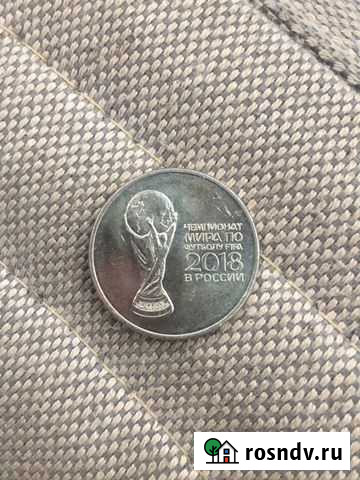 ЧЕМПИОНАТ
МИРА ПО
ФУТБОЛУ FIFA
2018
В РОССИИ
rosndv.ru